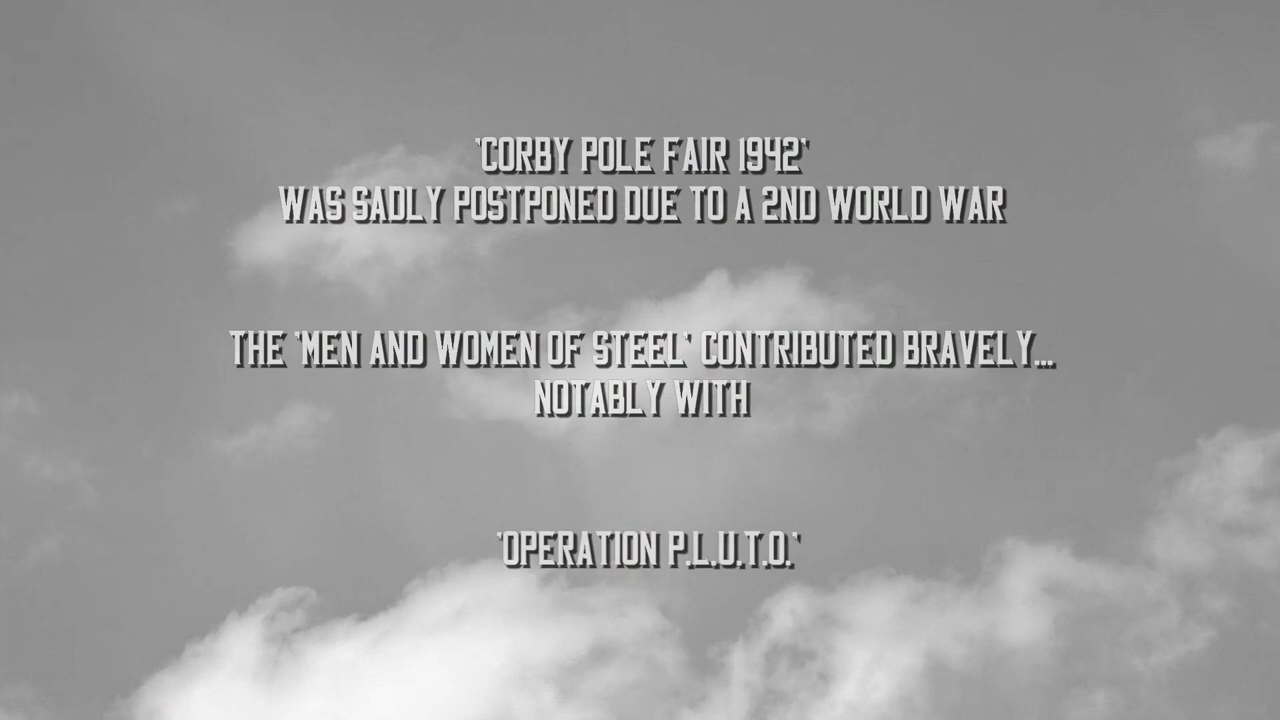 'CORBY POLE FAIR 1942'
WAS SADLY POSTPONED DUE TO A 2ND WORLD WAR
THE 'MEN AND WOMEN OF STEEL' CONTRIBUTED BRAVELY...
NOTABLY WITH
'OPERATION P.L.U.T.O.'